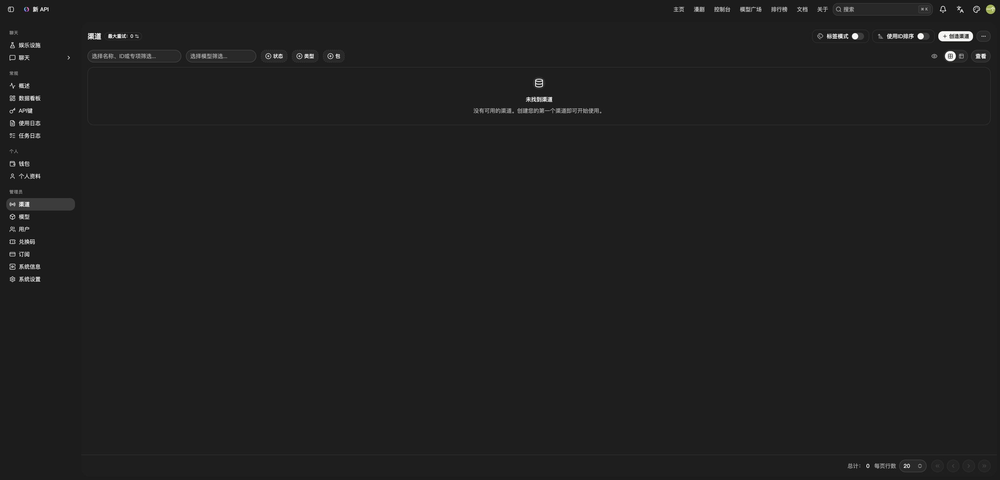 新 API
主页 漫剧 控制台 模型广场 排行榜 文档 关于 搜索 ⌘ K 一个
聊天
娱乐设施
聊天
常规
概述
数据看板
API键
使用日志
任务日志
个人
钱包
个人资料
管理员
渠道
模型
用户
兑换码
订阅
系统信息
系统设置
渠道 最大重试：0 标签模式 使用ID排序 + 创造渠道 ...
选择名称、ID或专项筛选... 选择模型筛选... 状态 类型 包 查看
未找到渠道
没有可用的渠道。创建您的第一个渠道即可开始使用。
总计： 0 每页行数 20